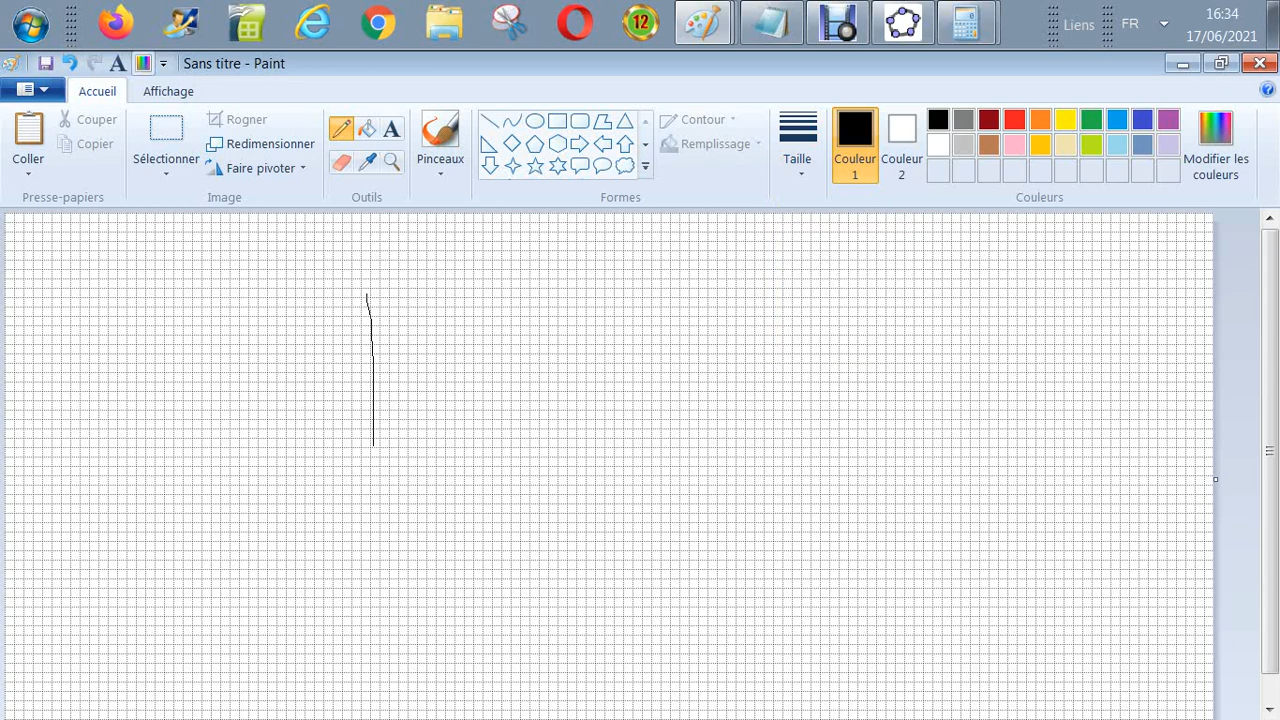 12
Liens
FR
16:34
17/06/2021
Sans titre - Paint
Accueil
Affichage
Coller
Couper
Copier
Presse-papiers
Sélectionner
Rogner
Redimensionner
Faire pivoter
Image
A
Outils
Pinceaux
Contour
Remplissage
Formes
Taille
Couleur
1
Couleur
2
Modifier les
couleurs
Couleurs